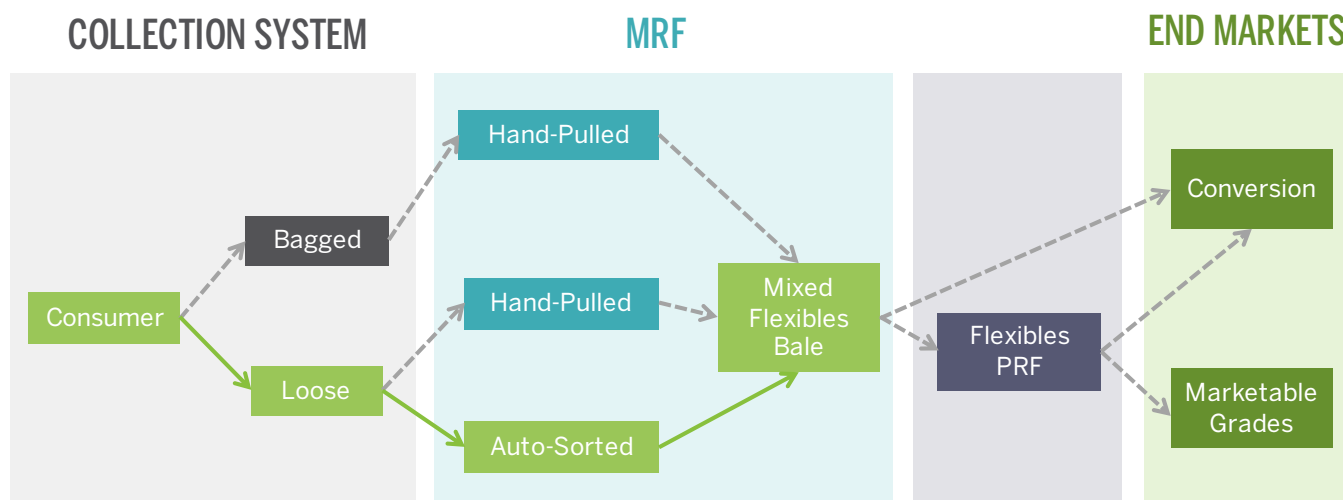 COLLECTION SYSTEM
MRF
END MARKETS
Hand-Pulled
Conversion
Bagged
Consumer
Hand-Pulled
Mixed
Flexibles
Bale
Flexibles
PRF
Loose
Marketable
Grades
Auto-Sorted